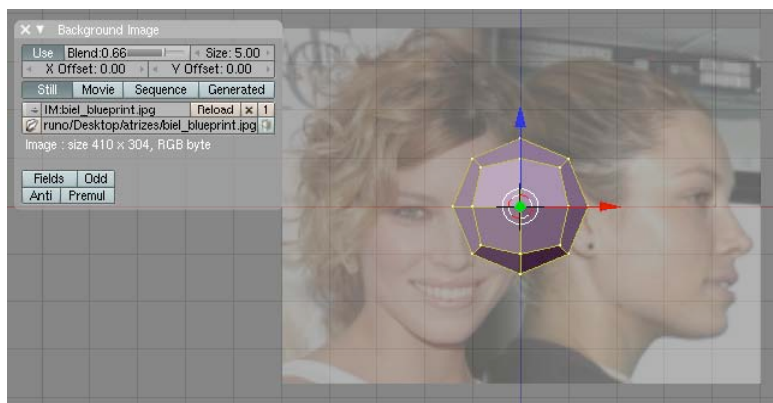 Background Image
Use Blend:0.66 Size: 5.00
X Offset: 0.00 Y Offset: 0.00
Still Movie Sequence Generated
IM:biel_blueprint.jpg Reload × 1
runo/Desktop/atrizes/biel_blueprint.jpg
Image : size 410 x 304, RGB byte
Fields Odd
Anti Premul